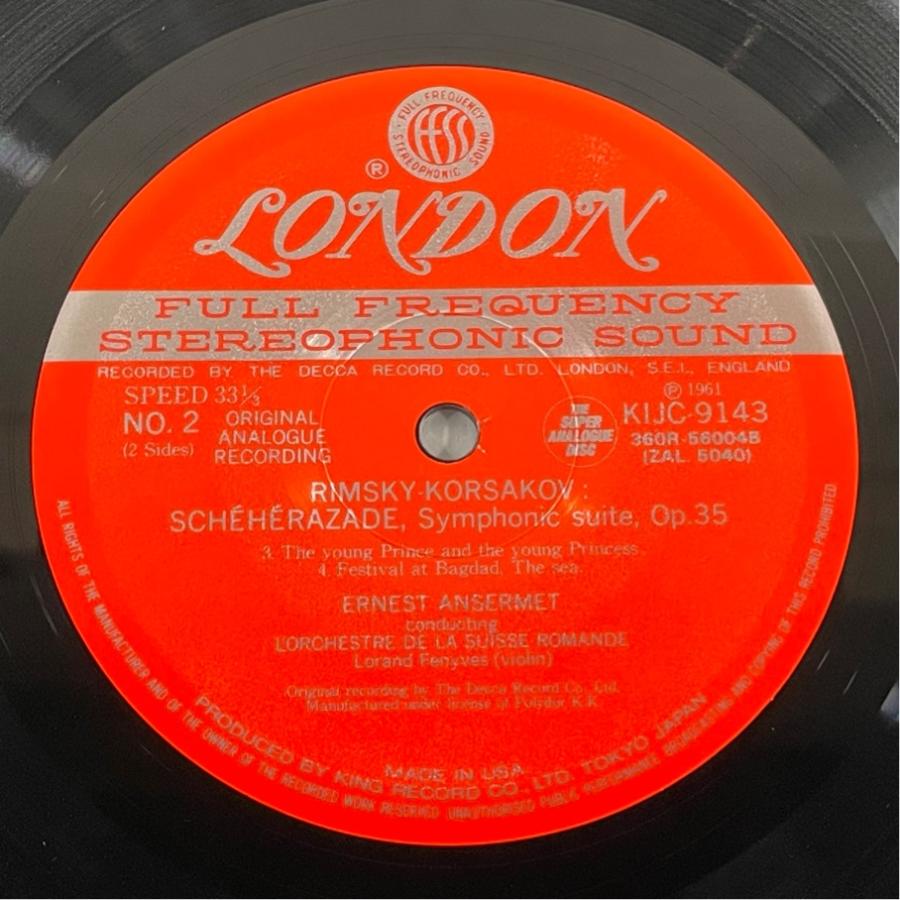 FULL FREQUENCY
FFSS
STEREOPHONIC SOUND
®
LONDON
FULL FREQUENCY
STEREOPHONIC SOUND
RECORDED BY THE DECCA RECORD CO., LTD. LONDON, S.E.I., ENGLAND
SPEED 33⅓
℗ 1961
NO. 2
(2 Sides)
ORIGINAL
ANALOGUE
RECORDING
THE
SUPER
ANALOGUE
DISC
KIJC-9143
360R-56004B
(ZAL. 5040)
RIMSKY-KORSAKOV:
SCHÉHÉRAZADE, Symphonic suite, Op.35
3. The young Prince and the young Princess.
4. Festival at Bagdad. The sea.
ERNEST ANSERMET
conducting
L'ORCHESTRE DE LA SUISSE ROMANDE
Lorand Fenyves (violin)
Original recording by The Decca Record Co., Ltd.
Manufactured under license of Polydor K.K.
MADE IN USA
PRODUCED BY KING RECORD CO., LTD. TOKYO JAPAN
ALL RIGHTS OF THE MANUFACTURER AND OF THE OWNER OF THE RECORDED WORK RESERVED UNAUTHORISED PUBLIC PERFORMANCE BROADCASTING AND COPYING OF THIS RECORD PROHIBITED